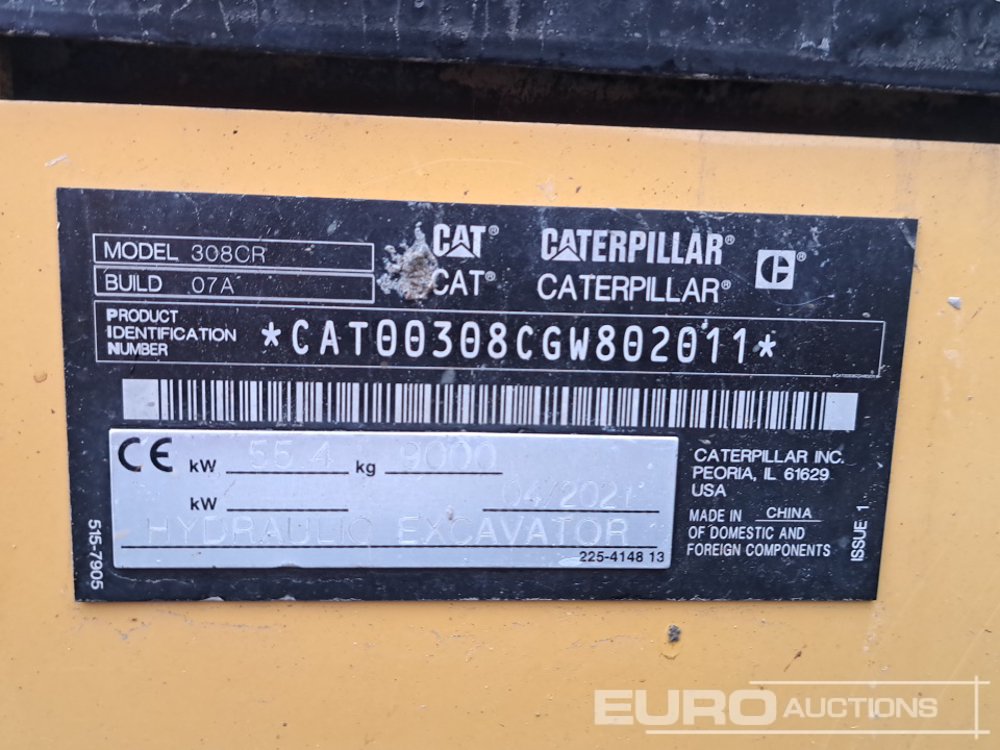 MODEL 308CR
BUILD 07A
CAT® CATERPILLAR®
CAT® CATERPILLAR®
C®
PRODUCT
IDENTIFICATION
NUMBER
*CAT00308CGW802011*
CE kW 55.4 kg 9000
kW 04/2021
HYDRAULIC EXCAVATOR
225-4148 13
515-7905
CATERPILLAR INC.
PEORIA, IL 61629
USA
MADE IN CHINA
OF DOMESTIC AND
FOREIGN COMPONENTS
ISSUE 1
EURO AUCTIONS